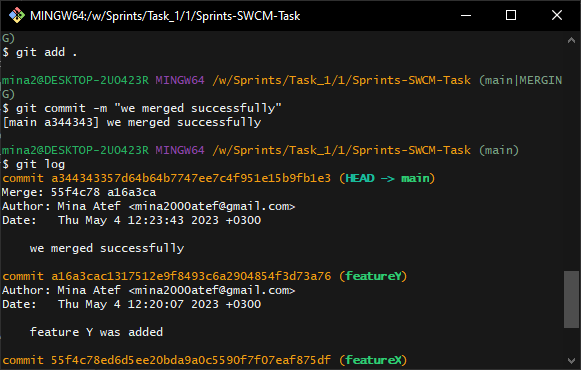 MINGW64:/w/Sprints/Task_1/1/Sprints-SWCM-Task
G)
$ git add .
mina2@DESKTOP-2U0423R MINGW64 /w/Sprints/Task_1/1/Sprints-SWCM-Task (main|MERGIN
G)
$ git commit -m "we merged successfully"
[main a344343] we merged successfully
mina2@DESKTOP-2U0423R MINGW64 /w/Sprints/Task_1/1/Sprints-SWCM-Task (main)
$ git log
commit a344343357d64b64b7747ee7c4f951e15b9fb1e3 (HEAD -> main)
Merge: 55f4c78 a16a3ca
Author: Mina Atef <mina2000atef@gmail.com>
Date:   Thu May 4 12:23:43 2023 +0300
    we merged successfully
commit a16a3cac1317512e9f8493c6a2904854f3d73a76 (featureY)
Author: Mina Atef <mina2000atef@gmail.com>
Date:   Thu May 4 12:20:07 2023 +0300
    feature Y was added
commit 55f4c78ed6d5ee20bda9a0c5590f7f07eaf875df (featureX)